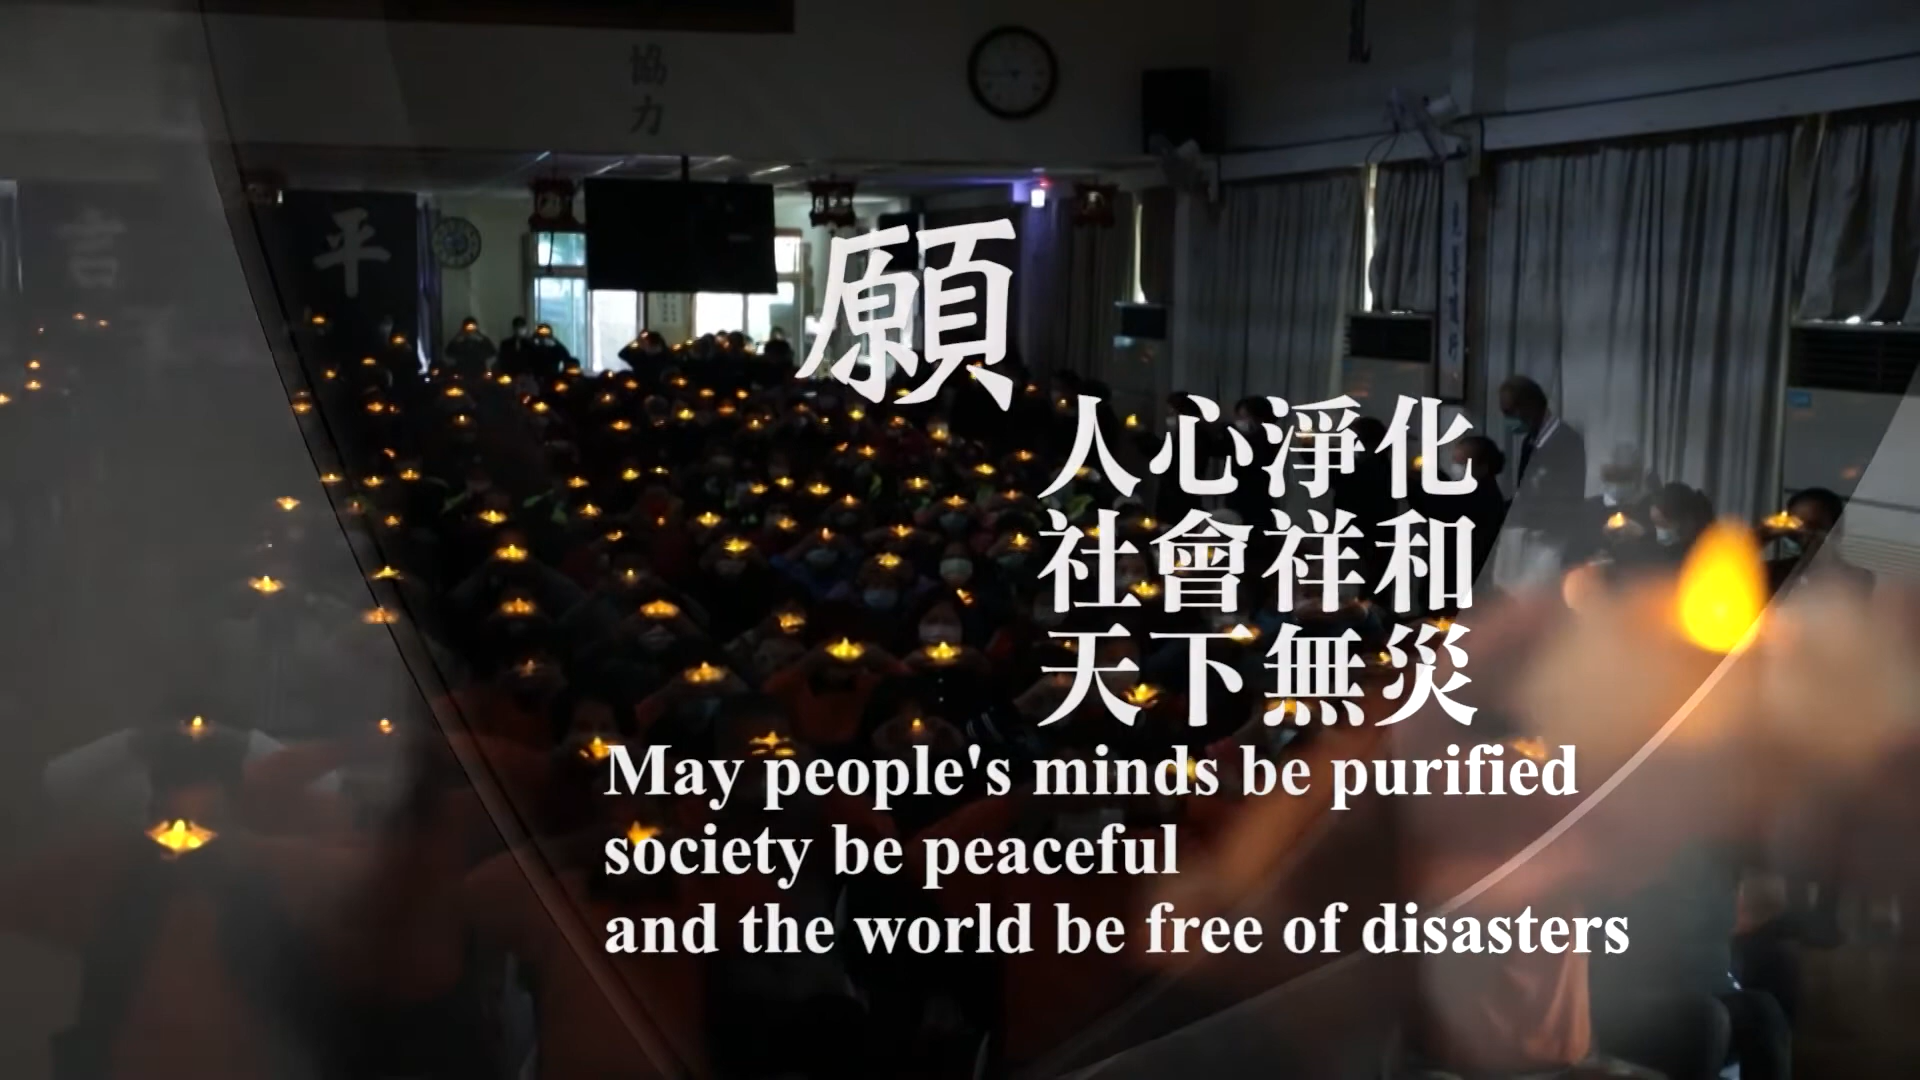 協力
平
言
願
人心淨化
社會祥和
天下無災
May people's minds be purified
society be peaceful
and the world be free of disasters